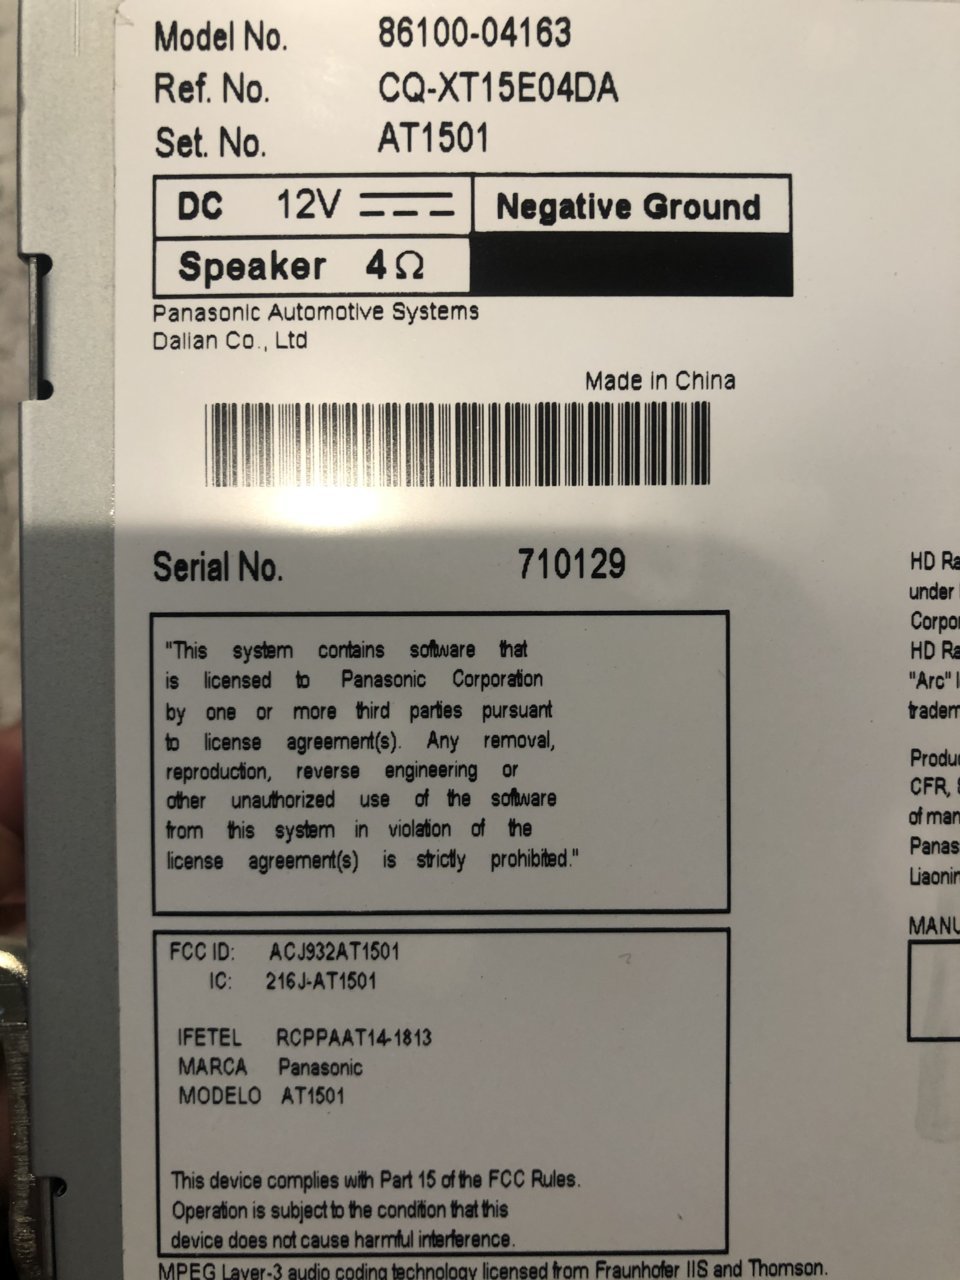 Model No. 86100-04163
Ref. No. CQ-XT15E04DA
Set. No. AT1501
DC 12V Negative Ground
Speaker 4Ω
Panasonic Automotive Systems
Dalian Co., Ltd
Made in China
Serial No. 710129
"This system contains software that
is licensed to Panasonic Corporation
by one or more third parties pursuant
to license agreement(s). Any removal,
reproduction, reverse engineering or
other unauthorized use of the software
from this system in violation of the
license agreement(s) is strictly prohibited."
FCC ID: ACJ932AT1501
IC: 216J-AT1501
IFETEL RCPPAAT14-1813
MARCA Panasonic
MODELO AT1501
This device complies with Part 15 of the FCC Rules.
Operation is subject to the condition that this
device does not cause harmful interference.
MPEG Layer-3 audio coding technology licensed from Fraunhofer IIS and Thomson.
HD
under
HD
"Arc"
CFR,
of